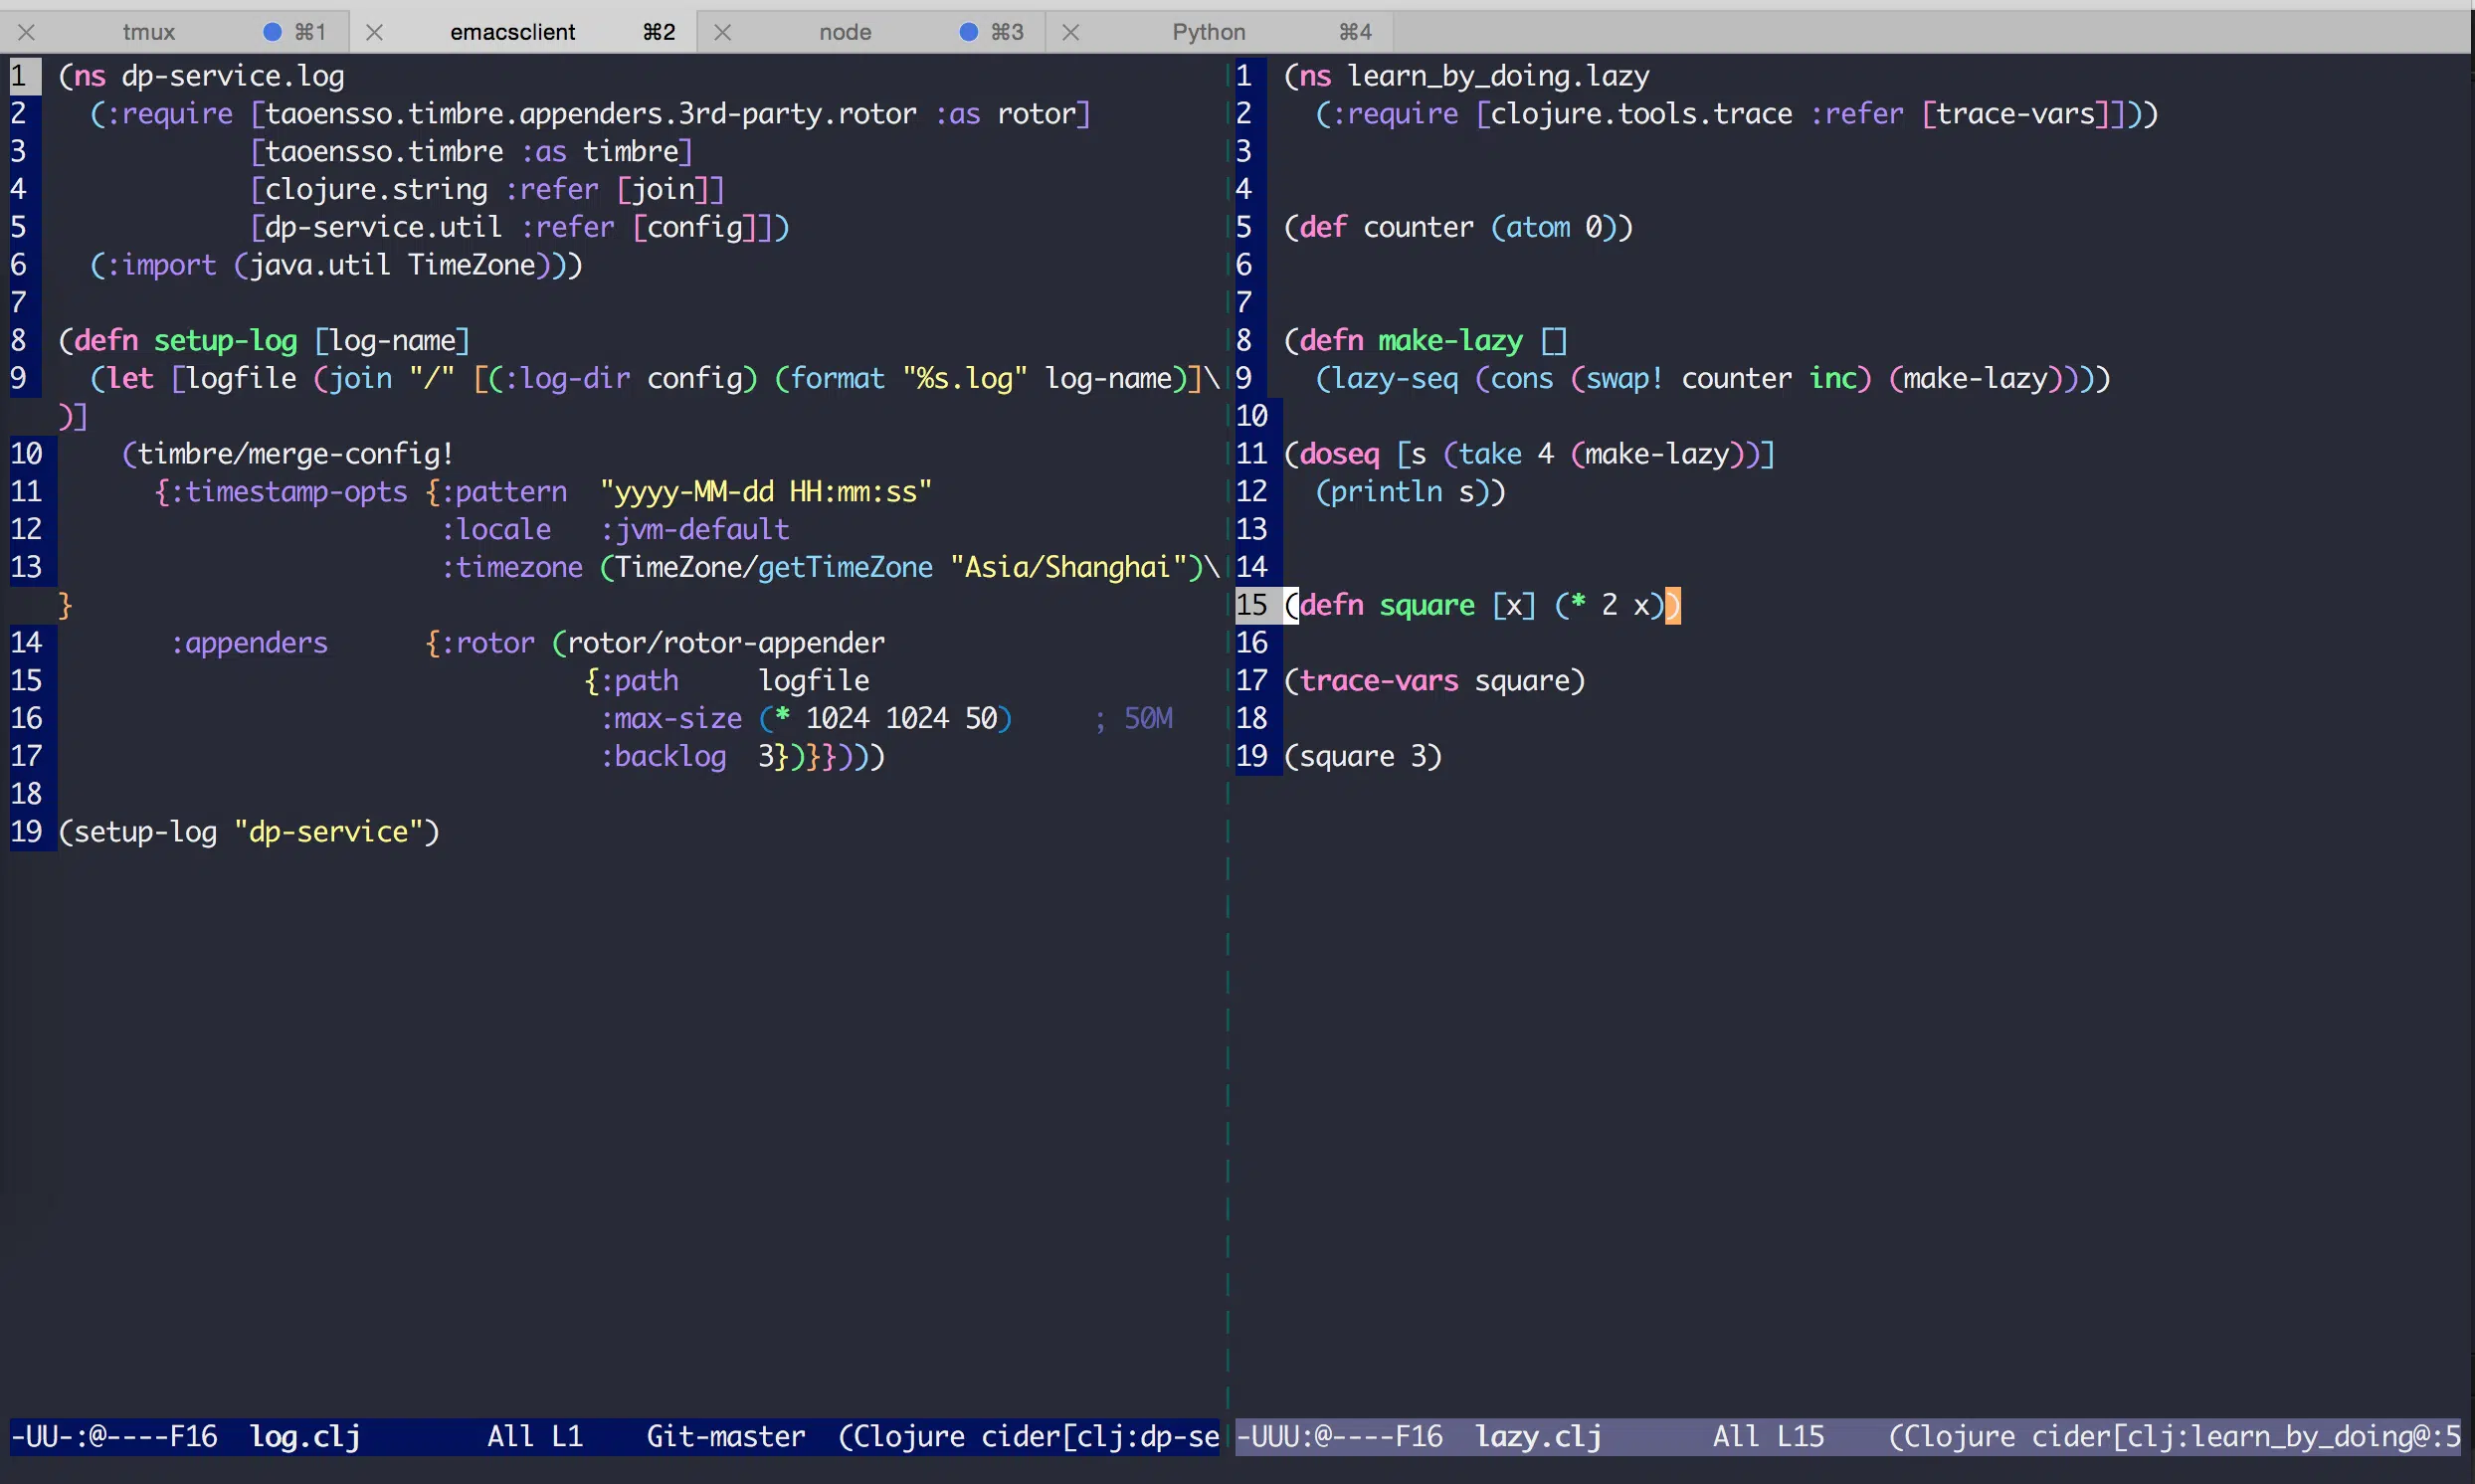 tmux ⌘1 emacsclient ⌘2 node ⌘3 Python ⌘4
1 (ns dp-service.log
2   (:require [taoensso.timbre.appenders.3rd-party.rotor :as rotor]
3             [taoensso.timbre :as timbre]
4             [clojure.string :refer [join]]
5             [dp-service.util :refer [config]])
6   (:import (java.util TimeZone)))
7
8 (defn setup-log [log-name]
9   (let [logfile (join "/" [(:log-dir config) (format "%s.log" log-name)]\
)]
10     (timbre/merge-config!
11       {:timestamp-opts {:pattern  "yyyy-MM-dd HH:mm:ss"
12                         :locale   :jvm-default
13                         :timezone (TimeZone/getTimeZone "Asia/Shanghai")\
}
14        :appenders      {:rotor (rotor/rotor-appender
15                                  {:path     logfile
16                                   :max-size (* 1024 1024 50)     ; 50M
17                                   :backlog  3})}})))
18
19 (setup-log "dp-service")
-UU-:@----F16  log.clj        All L1    Git-master  (Clojure cider[clj:dp-se
1 (ns learn_by_doing.lazy
2   (:require [clojure.tools.trace :refer [trace-vars]]))
3
4
5 (def counter (atom 0))
6
7
8 (defn make-lazy []
9   (lazy-seq (cons (swap! counter inc) (make-lazy))))
10
11 (doseq [s (take 4 (make-lazy))]
12   (println s))
13
14
15 (defn square [x] (* 2 x))
16
17 (trace-vars square)
18
19 (square 3)
-UUU:@----F16  lazy.clj       All L15    (Clojure cider[clj:learn_by_doing@:5